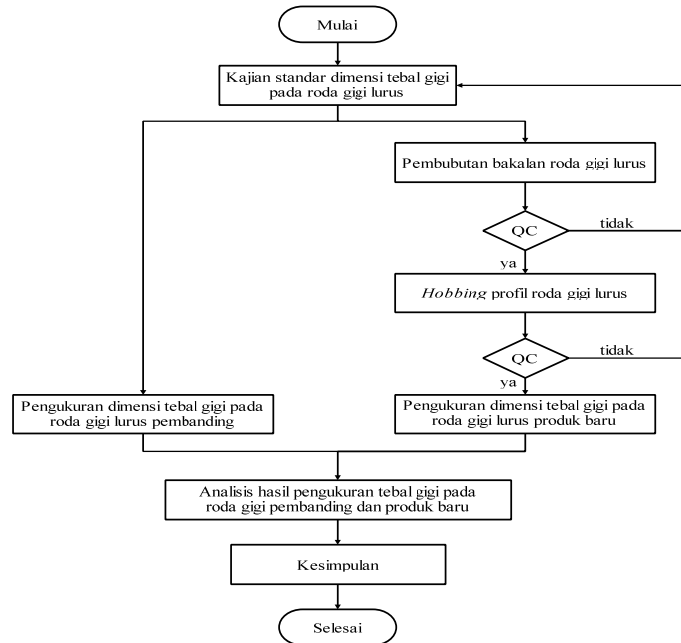 Mulai
Kajian standar dimensi tebal gigi
pada roda gigi lurus
Pembubutan bakalan roda gigi lurus
QC
tidak
ya
Hobbing profil roda gigi lurus
QC
tidak
ya
Pengukuran dimensi tebal gigi pada
roda gigi lurus pembanding
Pengukuran dimensi tebal gigi pada
roda gigi lurus produk baru
Analisis hasil pengukuran tebal gigi pada
roda gigi pembanding dan produk baru
Kesimpulan
Selesai